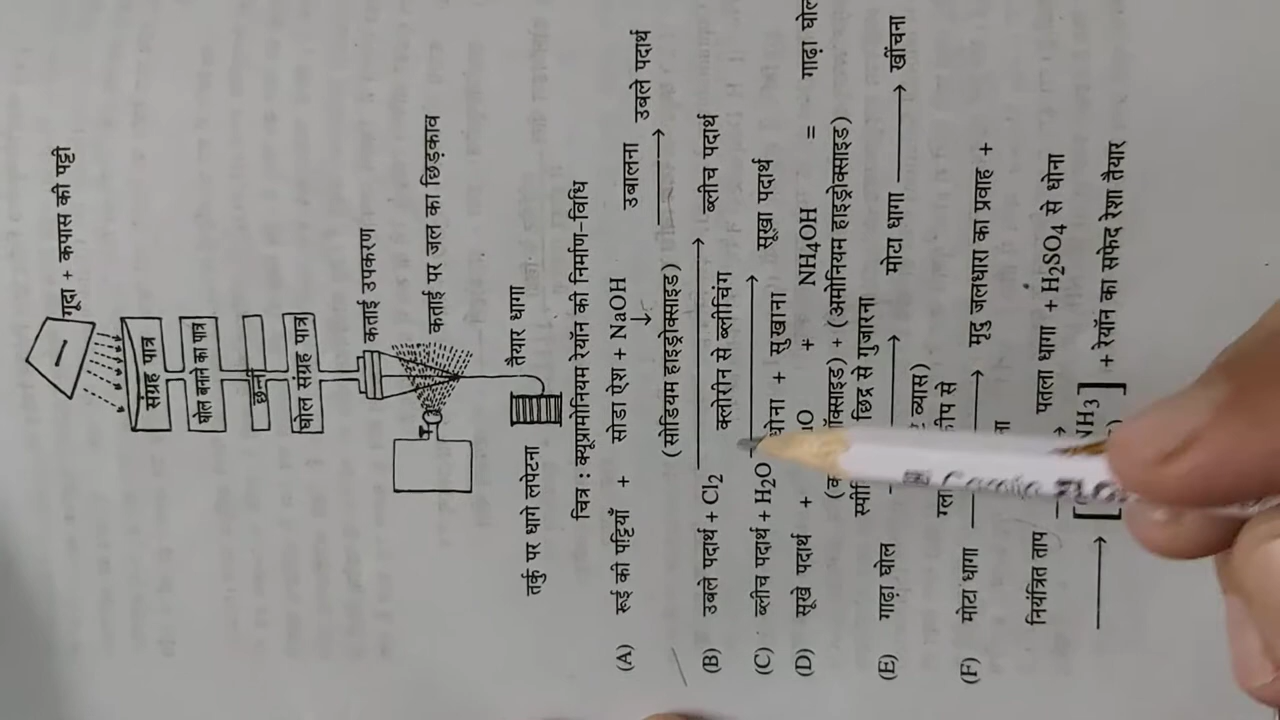 गूदा + कपास की पट्टी
संग्रह पात्र
घोल बनाने का पात्र
छन्नी
घोल संग्रह पात्र
कताई उपकरण
कताई पर जल का छिड़काव
तैयार धागा
तर्कु पर धागे लपेटना
चित्र : क्यूप्रामोनियम रेयॉन की निर्माण-विधि
(A) रूई की पट्टियाँ + सोडा ऐश + NaOH उबालना → उबले पदार्थ
(सोडियम हाइड्रोक्साइड)
(B) उबले पदार्थ + Cl₂ → ब्लीच पदार्थ
क्लोरीन से ब्लीचिंग
(C) ब्लीच पदार्थ + H₂O → सूखा पदार्थ
धोना + सुखाना
(D) सूखे पदार्थ + + NH₄OH = गाढ़ा घोल
+ (अमोनियम हाइड्रोक्साइड)
छिद्र से गुजारना
(E) गाढ़ा घोल → मोटा धागा → खींचना
व्यास)
(F) मोटा धागा → मृदु जलधारा का प्रवाह +
नियंत्रित ताप → पतला धागा + H₂SO₄ से धोना
→ [ NH₃ ] + रेयॉन का सफेद रेशा तैयार